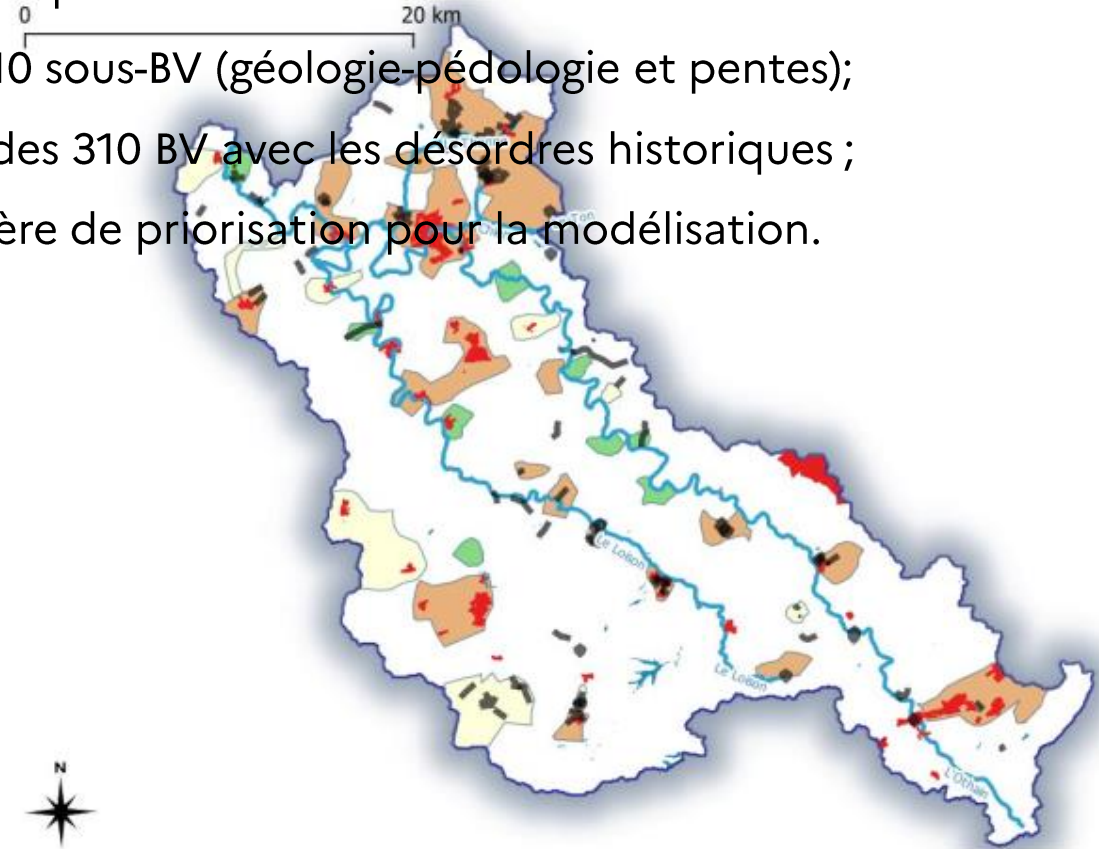 0 20 km
10 sous-BV (géologie-pédologie et pentes);
des 310 BV avec les désordres historiques ;
ère de priorisation pour la modélisation.
Le Loison
Le Loison
L'Othain
N